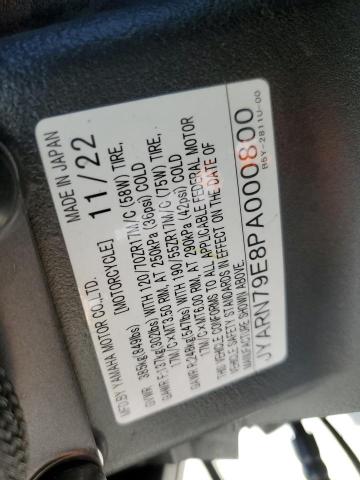 MFD.BY YAMAHA MOTOR CO.,LTD. MADE IN JAPAN
[MOTORCYCLE] 11/22
GVWR: 385kg(849lbs)
GAWR F:137kg(302lbs) WITH 120/70ZR17M/C (58W) TIRE,
17M/C×MT3.50 RIM, AT 250kPa (36psi) COLD
GAWR R:248kg(547lbs) WITH 190/55ZR17M/C (75W) TIRE,
17M/C×MT6.00 RIM, AT 290kPa (42psi) COLD
THIS VEHICLE CONFORMS TO ALL APPLICABLE FEDERAL MOTOR
VEHICLE SAFETY STANDARDS IN EFFECT ON THE DATE OF
MANUFACTURE SHOWN ABOVE.
JYARN79E8PA000800
B5Y-2811U-00